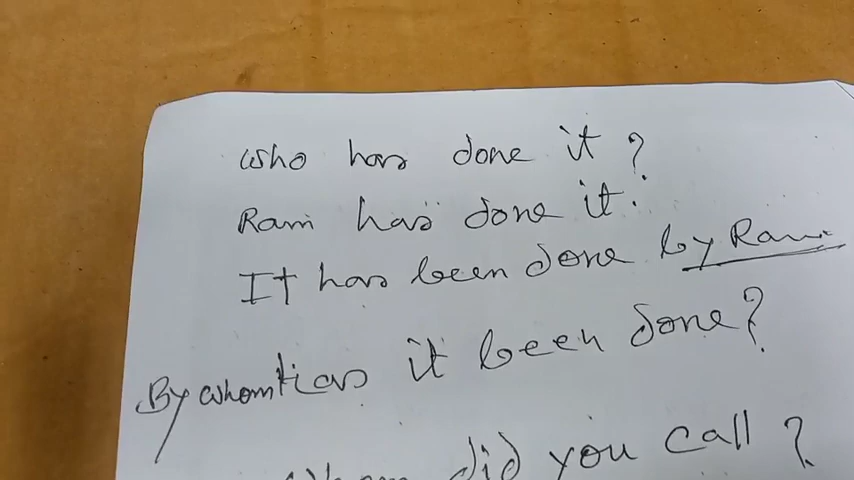 Who has done it?
Ram has done it.
It has been done by Ram.
By whom has it been done?
Whom did you call?